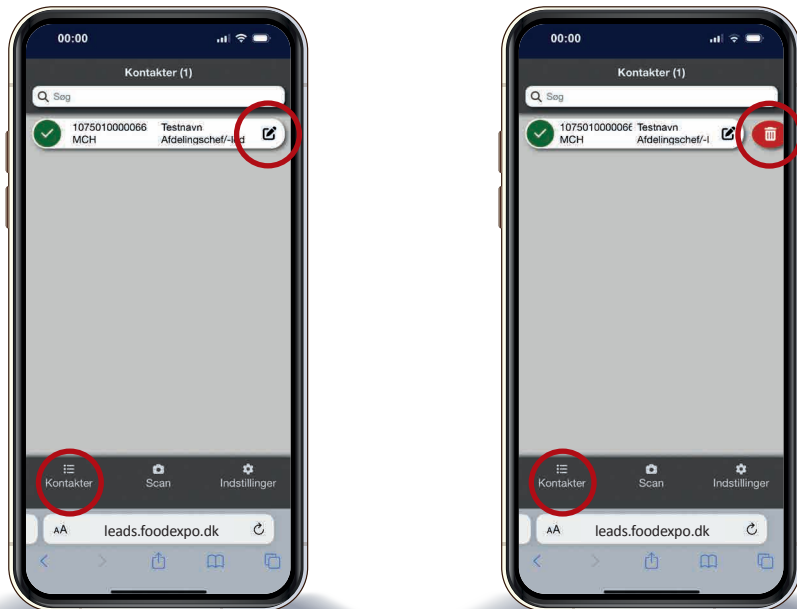 00:00
Kontakter (1)
Søg
1075010000066 Testnavn
MCH Afdelingschef/-led
Kontakter Scan Indstillinger
AA leads.foodexpo.dk
00:00
Kontakter (1)
Søg
1075010000066 Testnavn
MCH Afdelingschef/-l
Kontakter Scan Indstillinger
AA leads.foodexpo.dk